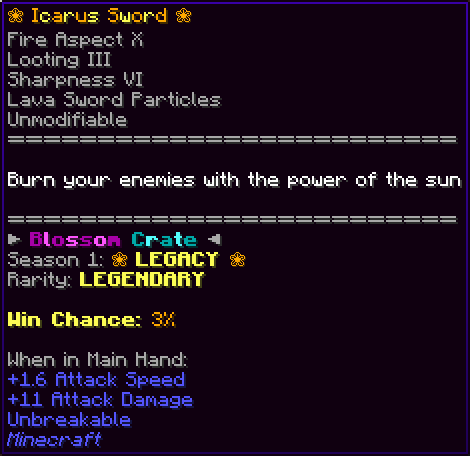 ❀ Icarus Sword ❀
Fire Aspect X
Looting III
Sharpness VI
Lava Sword Particles
Unmodifiable
=============================
Burn your enemies with the power of the sun
=============================
► Blossom Crate ◄
Season 1: ❀ LEGACY ❀
Rarity: LEGENDARY
Win Chance: 3%
When in Main Hand:
+1.6 Attack Speed
+11 Attack Damage
Unbreakable
Minecraft